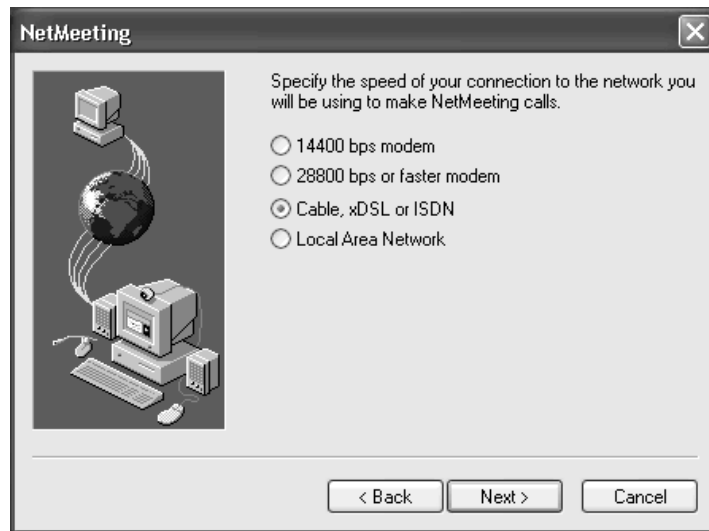 NetMeeting
Specify the speed of your connection to the network you
will be using to make NetMeeting calls.
14400 bps modem
28800 bps or faster modem
Cable, xDSL or ISDN
Local Area Network
< Back
Next >
Cancel